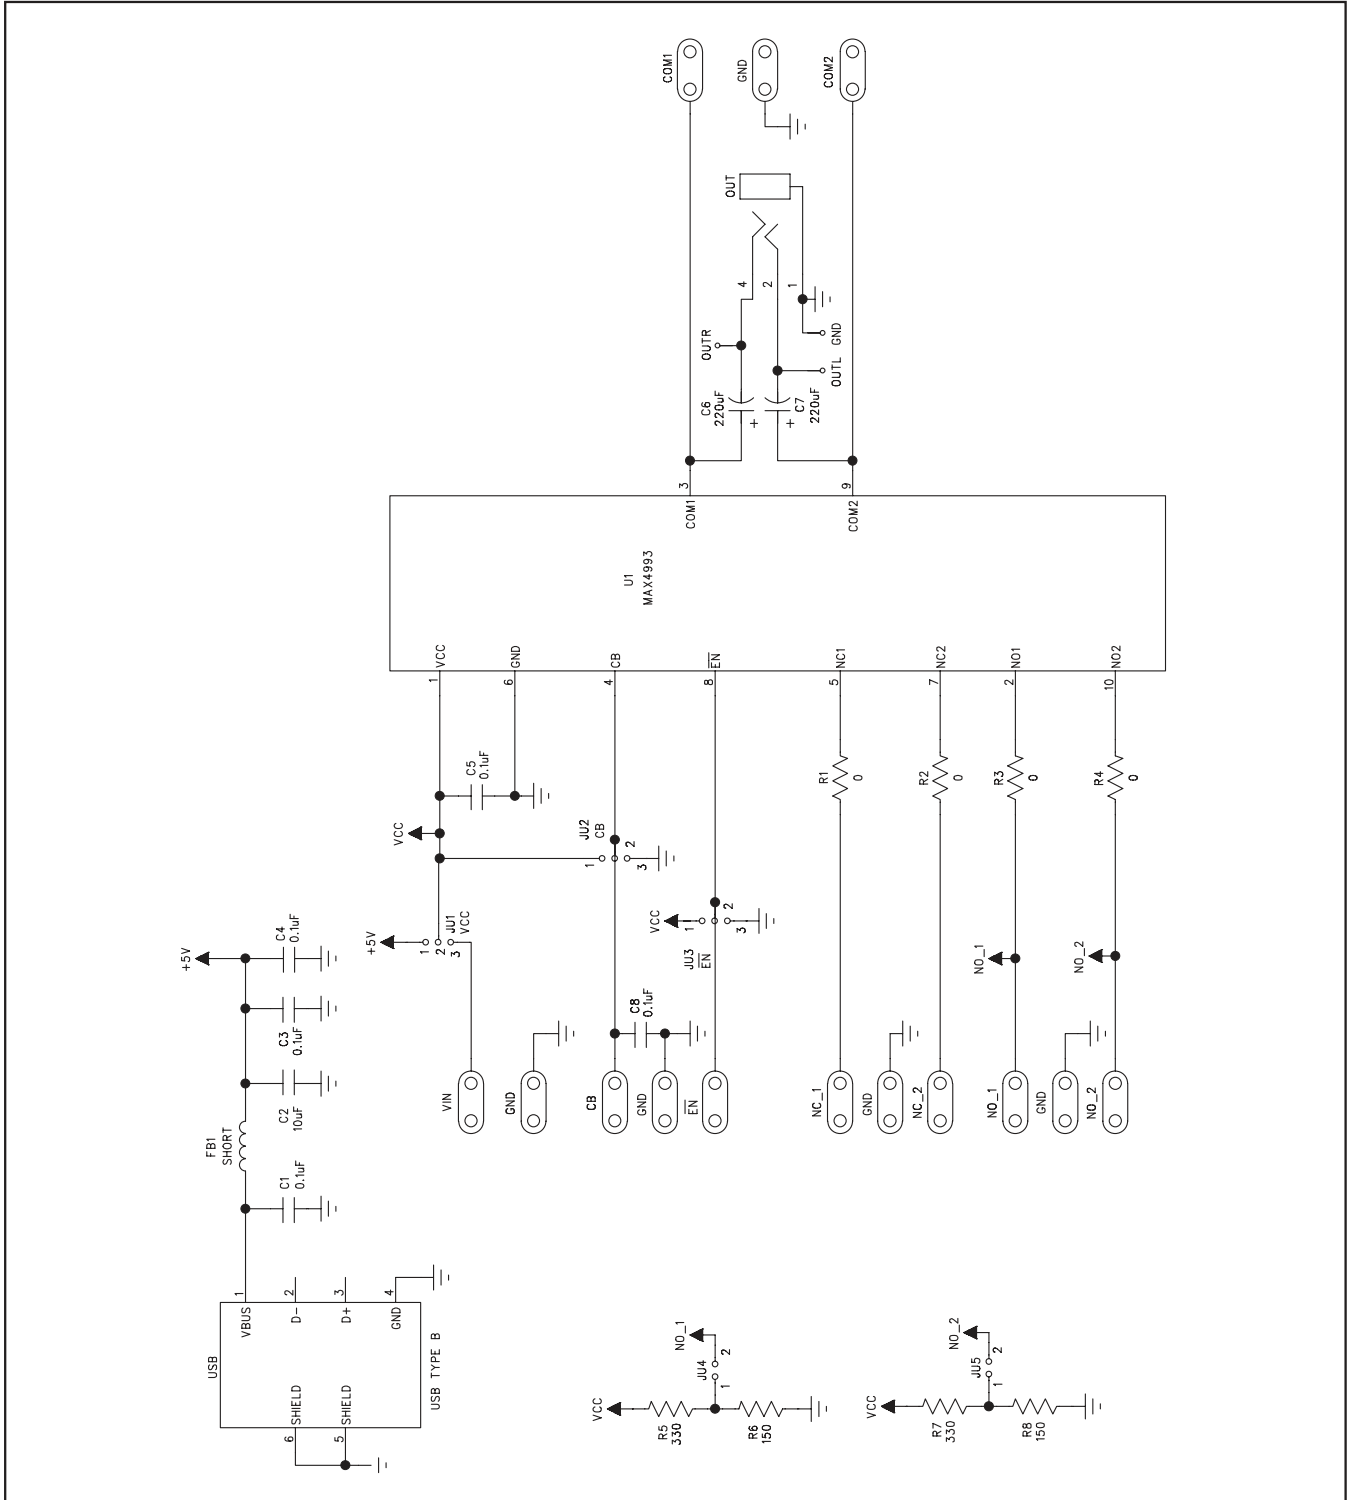 USB
USB TYPE B
SHIELD
SHIELD
6
5
VBUS
D-
D+
GND
1
2
3
4
C1
0.1uF
FB1
SHORT
C2
10uF
C3
0.1uF
C4
0.1uF
+5V
VIN
GND
CB
GND
EN
NC_1
GND
NC_2
NO_1
GND
NO_2
+5V
1
2
3
JU1
VCC
VCC
C5
0.1uF
C8
0.1uF
1
2
3
JU2
CB
VCC
1
2
3
JU3
EN
NO_1
NO_2
R1
0
R2
0
R3
0
R4
0
1
6
4
8
5
7
2
10
VCC
GND
CB
EN
NC1
NC2
NO1
NO2
U1
MAX4993
COM1
COM2
3
9
C6
220uF
+
C7
220uF
+
OUTR
OUTL
GND
4
2
1
OUT
COM1
GND
COM2
VCC
R5
330
R6
150
1
2
JU4
NO_1
VCC
R7
330
R8
150
1
2
JU5
NO_2